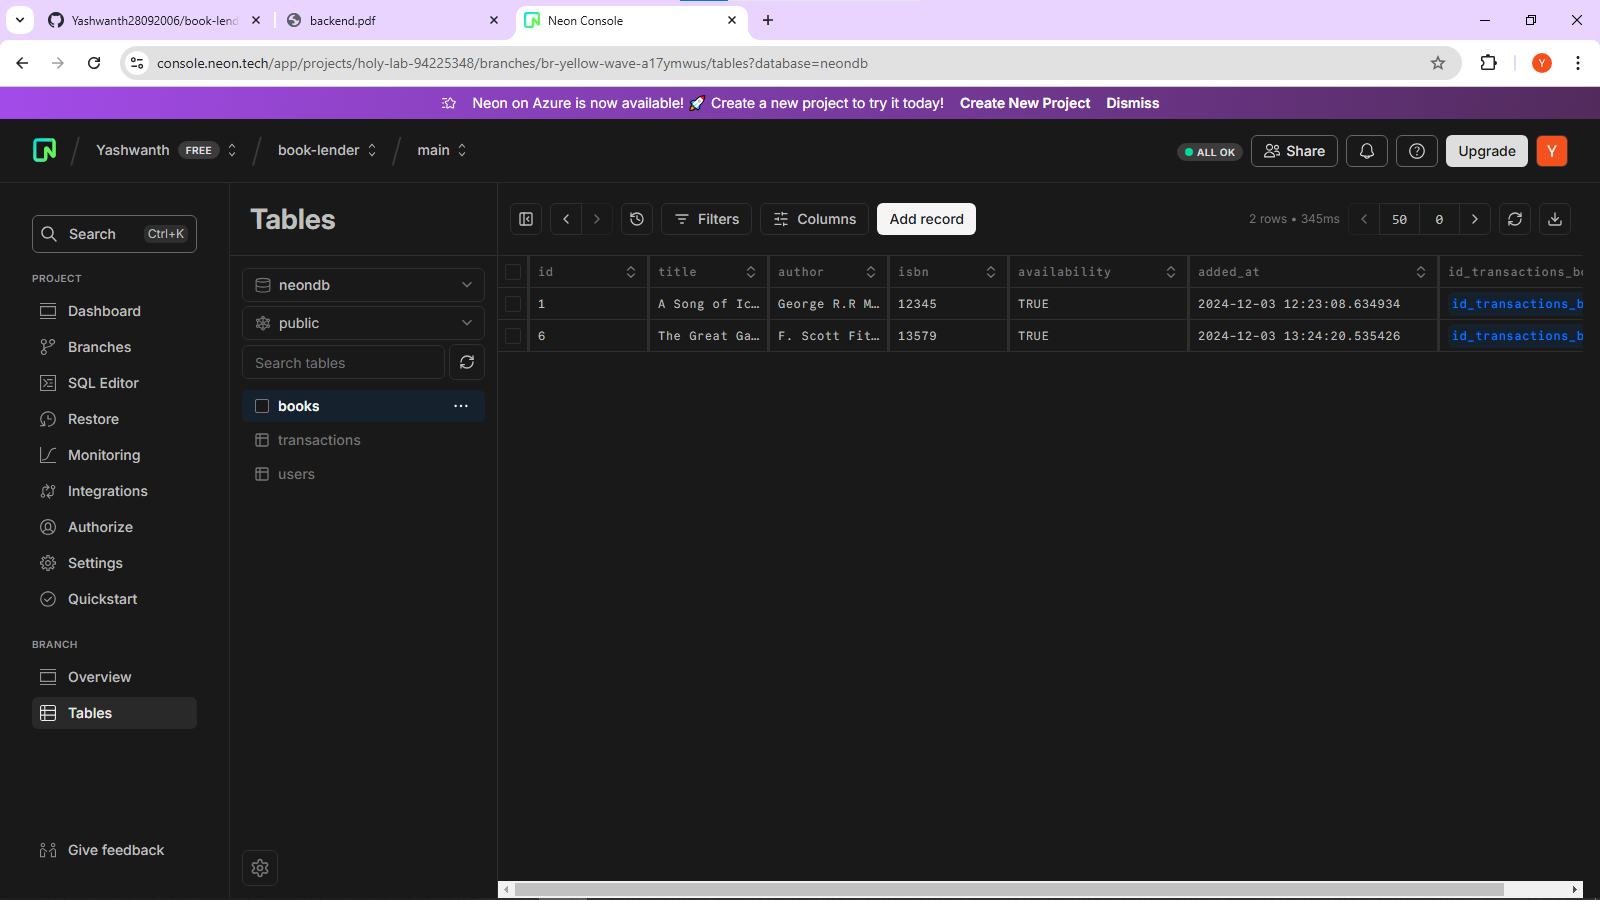 Yashwanth28092006/book-lend
backend.pdf
Neon Console
console.neon.tech/app/projects/holy-lab-94225348/branches/br-yellow-wave-a17ymwus/tables?database=neondb
Y
Neon on Azure is now available! 🚀 Create a new project to try it today! Create New Project Dismiss
Yashwanth FREE / book-lender / main
ALL OK Share Upgrade Y
Search Ctrl+K
PROJECT
Dashboard
Branches
SQL Editor
Restore
Monitoring
Integrations
Authorize
Settings
Quickstart
BRANCH
Overview
Tables
Give feedback
Tables
neondb
public
Search tables
books
transactions
users
Filters Columns Add record 2 rows • 345ms 50 0
id title author isbn availability added_at id_transactions_bo
1 A Song of Ic… George R.R M… 12345 TRUE 2024-12-03 12:23:08.634934 id_transactions_b
6 The Great Ga… F. Scott Fit… 13579 TRUE 2024-12-03 13:24:20.535426 id_transactions_b